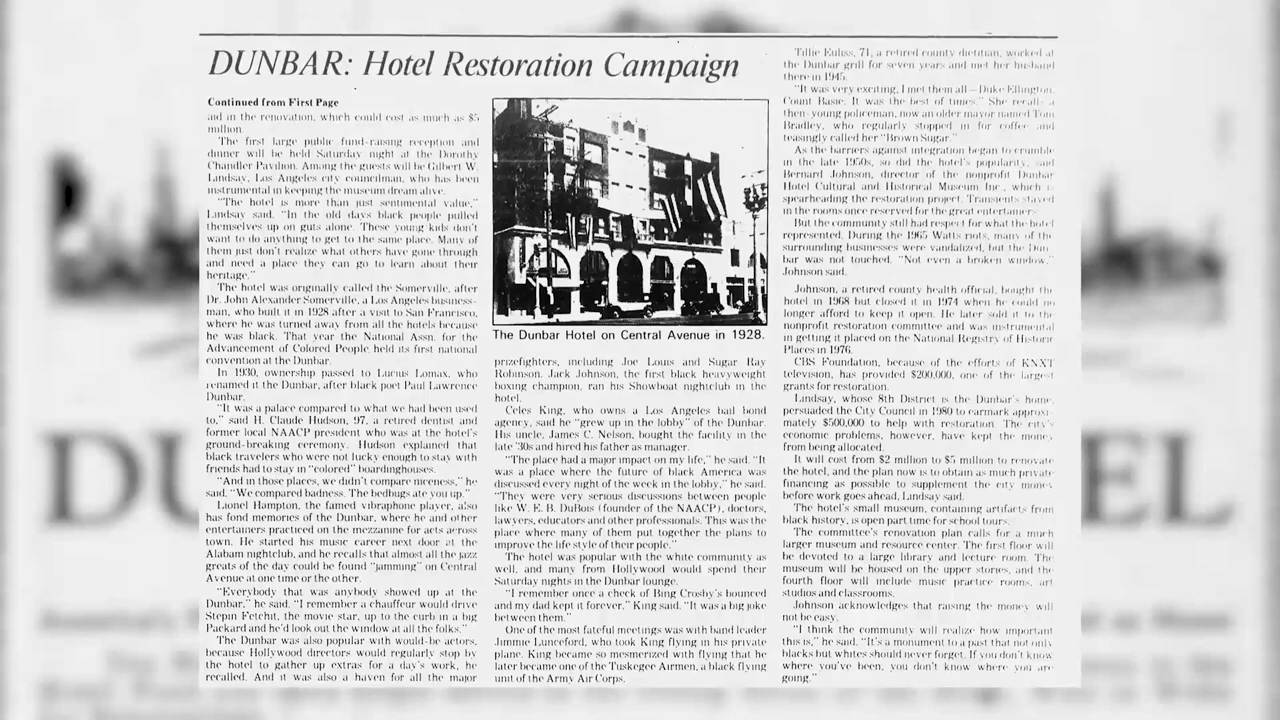 DUNBAR: Hotel Restoration Campaign
Continued from First Page
aid in the renovation, which could cost as much as $5
million.
The first large public fund-raising reception and
dinner will be held Saturday night at the Dorothy
Chandler Pavilion. Among the guests will be Gilbert W.
Lindsay, Los Angeles city councilman, who has been
instrumental in keeping the museum dream alive.
"The hotel is more than just sentimental value,"
Lindsay said. "In the old days black people pulled
themselves up on guts alone. These young kids don't
want to do anything to get to the same place. Many of
them just don't realize what others have gone through
and need a place they can go to learn about their
heritage."
The hotel was originally called the Somerville, after
Dr. John Alexander Somerville, a Los Angeles business-
man, who built it in 1928 after a visit to San Francisco,
where he was turned away from all the hotels because
he was black. That year the National Assn. for the
Advancement of Colored People held its first national
convention at the Dunbar.
In 1930, ownership passed to Lucius Lomax, who
renamed it the Dunbar, after black poet Paul Lawrence
Dunbar.
"It was a palace compared to what we had been used
to," said H. Claude Hudson, 97, a retired dentist and
former local NAACP president who was at the hotel's
ground-breaking ceremony. Hudson explained that
black travelers who were not lucky enough to stay with
friends had to stay in "colored" boardinghouses.
"And in those places, we didn't compare niceness," he
said. "We compared badness. The bedbugs ate you up."
Lionel Hampton, the famed vibraphone player, also
has fond memories of the Dunbar, where he and other
entertainers practiced on the mezzanine for acts across
town. He started his music career next door at the
Alabam nightclub, and he recalls that almost all the jazz
greats of the day could be found "jamming" on Central
Avenue at one time or the other.
"Everybody that was anybody showed up at the
Dunbar," he said. "I remember a chauffeur would drive
Stepin Fetchit, the movie star, up to the curb in a big
Packard and he'd look out the window at all the folks."
The Dunbar was also popular with would-be actors,
because Hollywood directors would regularly stop by
the hotel to gather up extras for a day's work, he
recalled. And it was also a haven for all the major
The Dunbar Hotel on Central Avenue in 1928.
prizefighters, including Joe Louis and Sugar Ray
Robinson. Jack Johnson, the first black heavyweight
boxing champion, ran his Showboat nightclub in the
hotel.
Celes King, who owns a Los Angeles bail bond
agency, said he "grew up in the lobby" of the Dunbar.
His uncle, James C. Nelson, bought the facility in the
late '30s and hired his father as manager.
"The place had a major impact on my life," he said. "It
was a place where the future of black America was
discussed every night of the week in the lobby," he said.
"They were very serious discussions between people
like W. E. B. DuBois (founder of the NAACP), doctors,
lawyers, educators and other professionals. This was the
place where many of them put together the plans to
improve the life style of their people."
The hotel was popular with the white community as
well, and many from Hollywood would spend their
Saturday nights in the Dunbar lounge.
"I remember once a check of Bing Crosby's bounced
and my dad kept it forever," King said. "It was a big joke
between them."
One of the most fateful meetings was with band leader
Jimmie Lunceford, who took King flying in his private
plane. King became so mesmerized with flying that he
later became one of the Tuskegee Airmen, a black flying
unit of the Army Air Corps.
Tillie Euliss, 71, a retired county dietitian, worked at
the Dunbar grill for seven years and met her husband
there in 1945.
"It was very exciting, I met them all—Duke Ellington,
Count Basie. It was the best of times." She recalls a
then-young policeman, now an older mayor named Tom
Bradley, who regularly stopped in for coffee and
teasingly called her "Brown Sugar."
As the barriers against integration began to crumble
in the late 1950s, so did the hotel's popularity, said
Bernard Johnson, director of the nonprofit Dunbar
Hotel Cultural and Historical Museum Inc., which is
spearheading the restoration project. Transients stayed
in the rooms once reserved for the great entertainers.
But the community still had respect for what the hotel
represented. During the 1965 Watts riots, many of the
surrounding businesses were vandalized, but the Dun-
bar was not touched. "Not even a broken window,"
Johnson said.
Johnson, a retired county health official, bought the
hotel in 1968 but closed it in 1974 when he could no
longer afford to keep it open. He later sold it to the
nonprofit restoration committee and was instrumental
in getting it placed on the National Registry of Historic
Places in 1976.
CBS Foundation, because of the efforts of KNXT
television, has provided $200,000, one of the largest
grants for restoration.
Lindsay, whose 8th District is the Dunbar's home,
persuaded the City Council in 1980 to earmark approxi-
mately $500,000 to help with restoration. The city's
economic problems, however, have kept the money
from being allocated.
It will cost from $2 million to $5 million to renovate
the hotel, and the plan now is to obtain as much private
financing as possible to supplement the city money
before work goes ahead, Lindsay said.
The hotel's small museum, containing artifacts from
black history, is open part time for school tours.
The committee's renovation plan calls for a much
larger museum and resource center. The first floor will
be devoted to a large library and lecture room. The
museum will be housed on the upper stories, and the
fourth floor will include music practice rooms, art
studios and classrooms.
Johnson acknowledges that raising the money will
not be easy.
"I think the community will realize how important
this is," he said. "It's a monument to a past that not only
blacks but whites should never forget. If you don't know
where you've been, you don't know where you are
going."